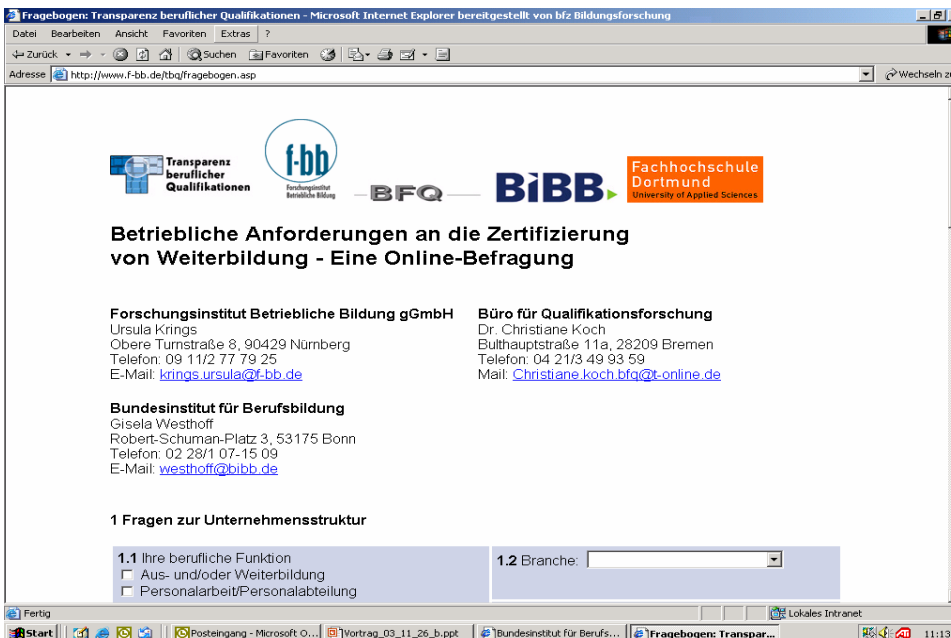 Fragebogen: Transparenz beruflicher Qualifikationen - Microsoft Internet Explorer bereitgestellt von bfz Bildungsforschung
Datei Bearbeiten Ansicht Favoriten Extras ?
Zurück Suchen Favoriten
Adresse http://www.f-bb.de/tbq/fragebogen.asp Wechseln zu
Transparenz
beruflicher
Qualifikationen
f-bb
Forschungsinstitut
Betriebliche Bildung
BFQ
BiBB
Fachhochschule
Dortmund
University of Applied Sciences
Betriebliche Anforderungen an die Zertifizierung
von Weiterbildung - Eine Online-Befragung
Forschungsinstitut Betriebliche Bildung gGmbH
Ursula Krings
Obere Turnstraße 8, 90429 Nürnberg
Telefon: 09 11/2 77 79 25
E-Mail: krings.ursula@f-bb.de
Büro für Qualifikationsforschung
Dr. Christiane Koch
Bulthauptstraße 11a, 28209 Bremen
Telefon: 04 21/3 49 93 59
Mail: Christiane.koch.bfq@t-online.de
Bundesinstitut für Berufsbildung
Gisela Westhoff
Robert-Schuman-Platz 3, 53175 Bonn
Telefon: 02 28/1 07-15 09
E-Mail: westhoff@bibb.de
1 Fragen zur Unternehmensstruktur
1.1 Ihre berufliche Funktion
Aus- und/oder Weiterbildung
Personalarbeit/Personalabteilung
1.2 Branche:
Fertig Lokales Intranet
Start Posteingang - Microsoft O... Vortrag_03_11_26_b.ppt Bundesinstitut für Berufs... Fragebogen: Transpar... 11:13